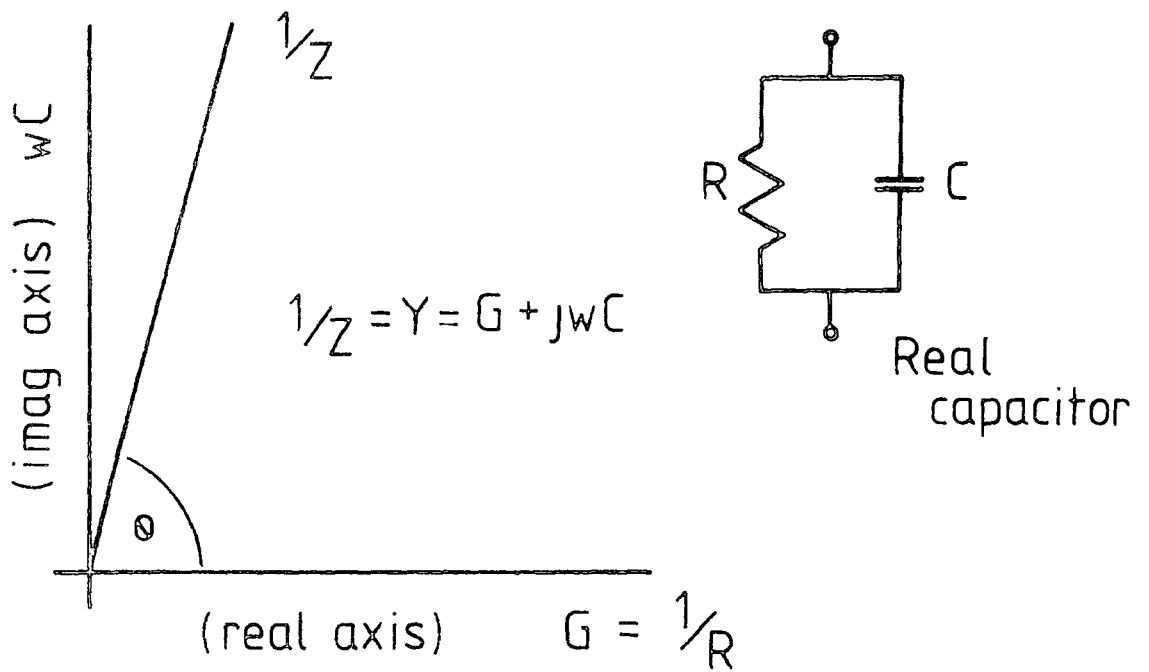 1/Z
(imag axis) wC
R
C
1/Z = Y = G + jwC
Real
capacitor
θ
(real axis) G = 1/R